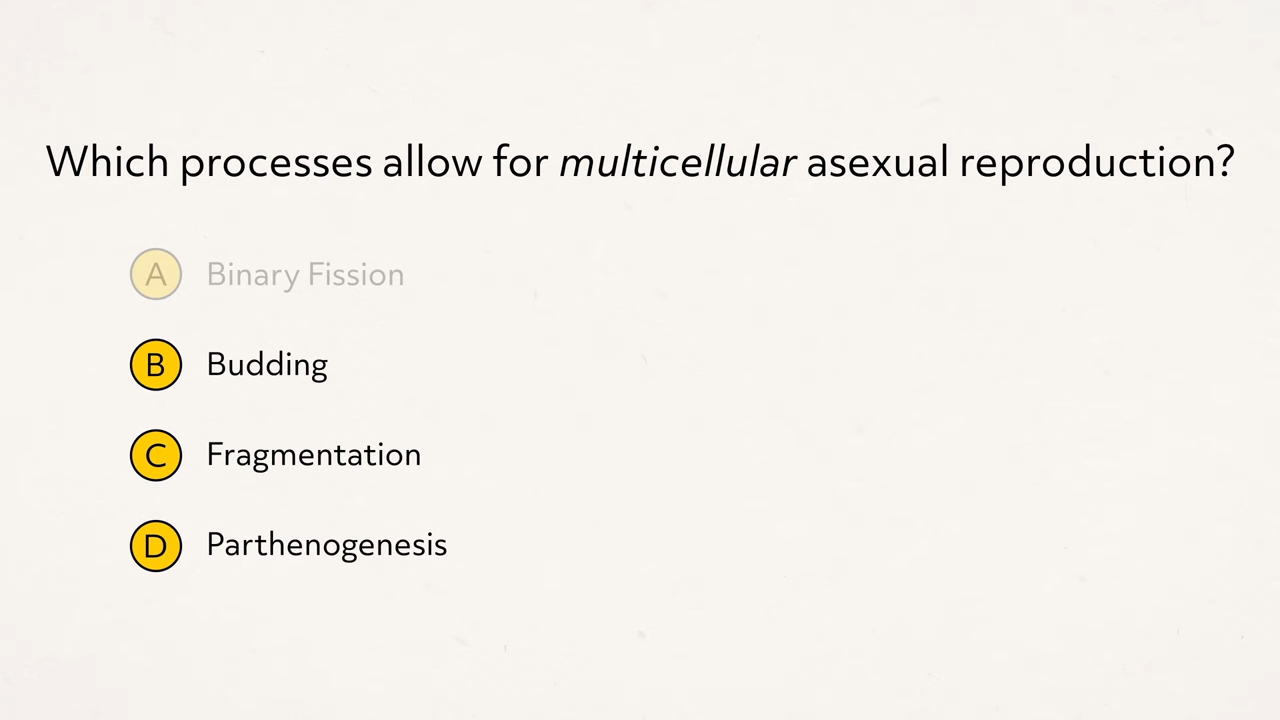 Which processes allow for multicellular asexual reproduction?
A Binary Fission
B Budding
C Fragmentation
D Parthenogenesis